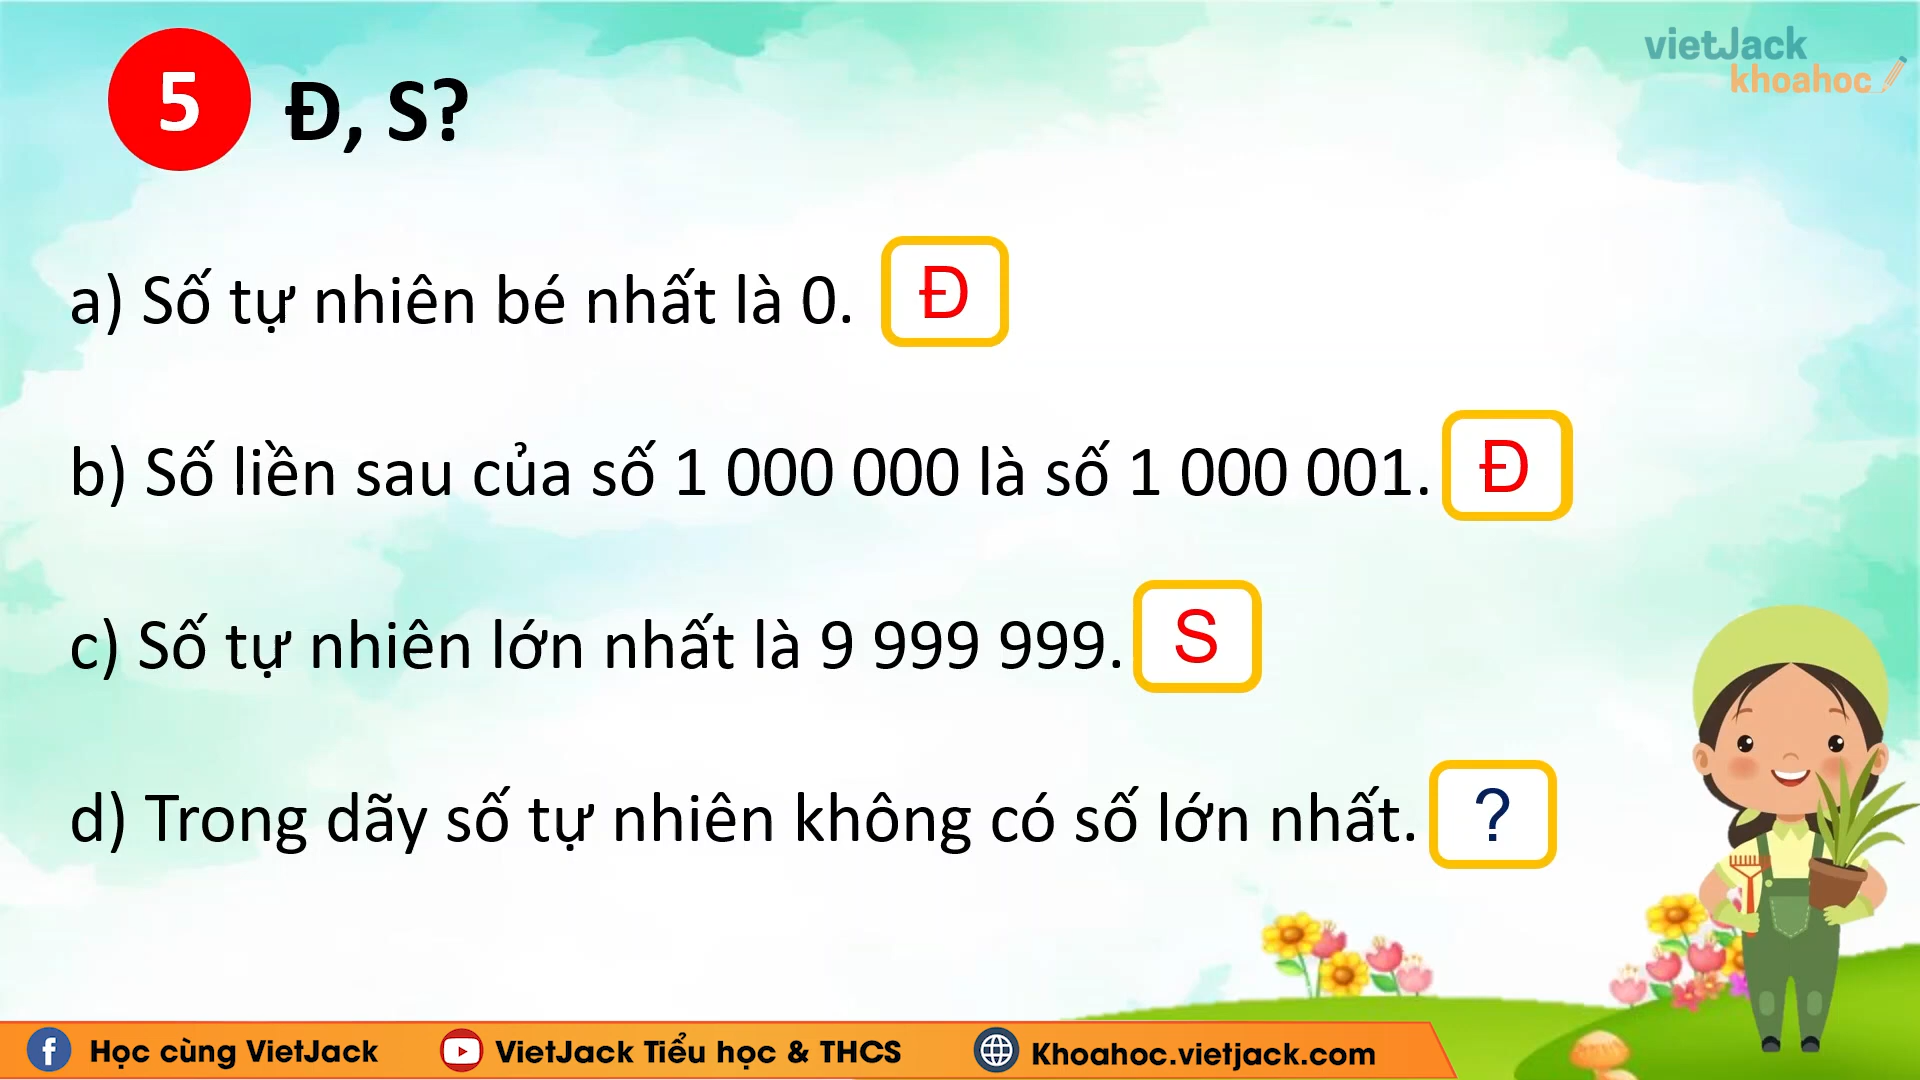 vietJack
khoahoc
5 Đ, S?
a) Số tự nhiên bé nhất là 0. Đ
b) Số liền sau của số 1 000 000 là số 1 000 001. Đ
c) Số tự nhiên lớn nhất là 9 999 999. S
d) Trong dãy số tự nhiên không có số lớn nhất. ?
f Học cùng VietJack VietJack Tiểu học & THCS Khoahoc.vietjack.com